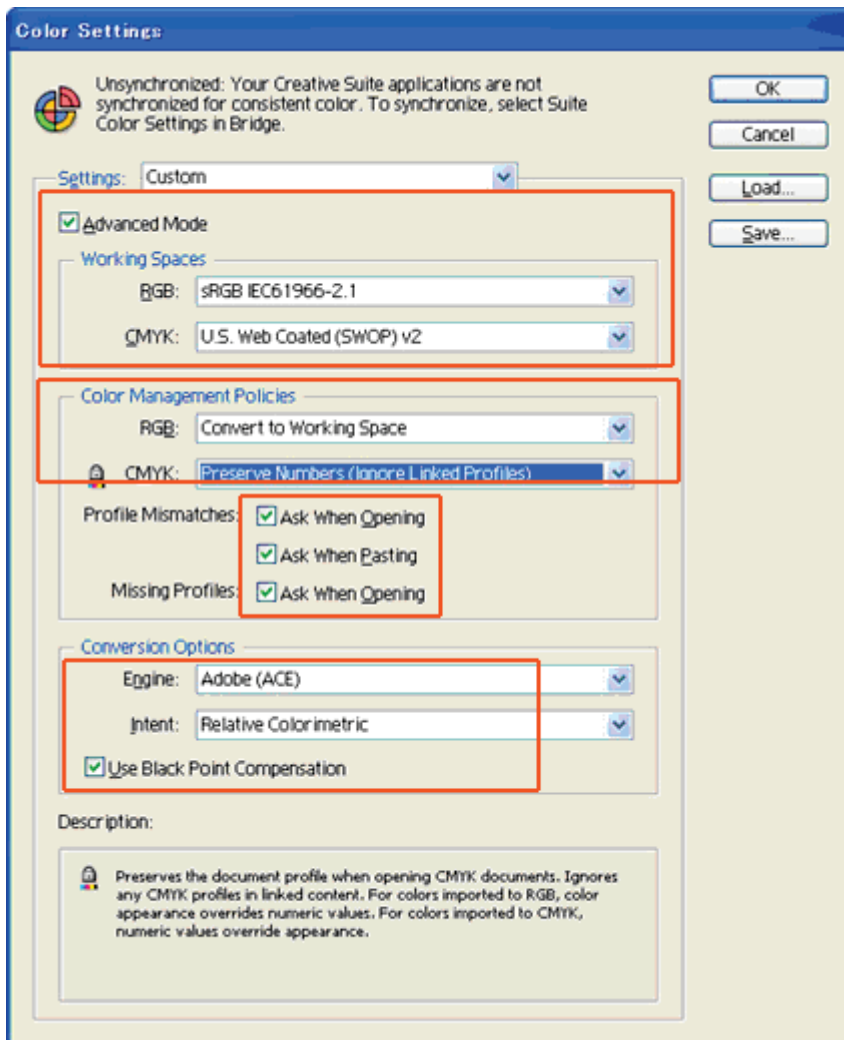 Color Settings
Unsynchronized: Your Creative Suite applications are not
synchronized for consistent color. To synchronize, select Suite
Color Settings in Bridge.
OK
Cancel
Load...
Save...
Settings: Custom
Advanced Mode
Working Spaces
RGB: sRGB IEC61966-2.1
CMYK: U.S. Web Coated (SWOP) v2
Color Management Policies
RGB: Convert to Working Space
CMYK: Preserve Numbers (Ignore Linked Profiles)
Profile Mismatches: Ask When Opening
Ask When Pasting
Missing Profiles: Ask When Opening
Conversion Options
Engine: Adobe (ACE)
Intent: Relative Colorimetric
Use Black Point Compensation
Description:
Preserves the document profile when opening CMYK documents. Ignores
any CMYK profiles in linked content. For colors imported to RGB, color
appearance overrides numeric values. For colors imported to CMYK,
numeric values override appearance.